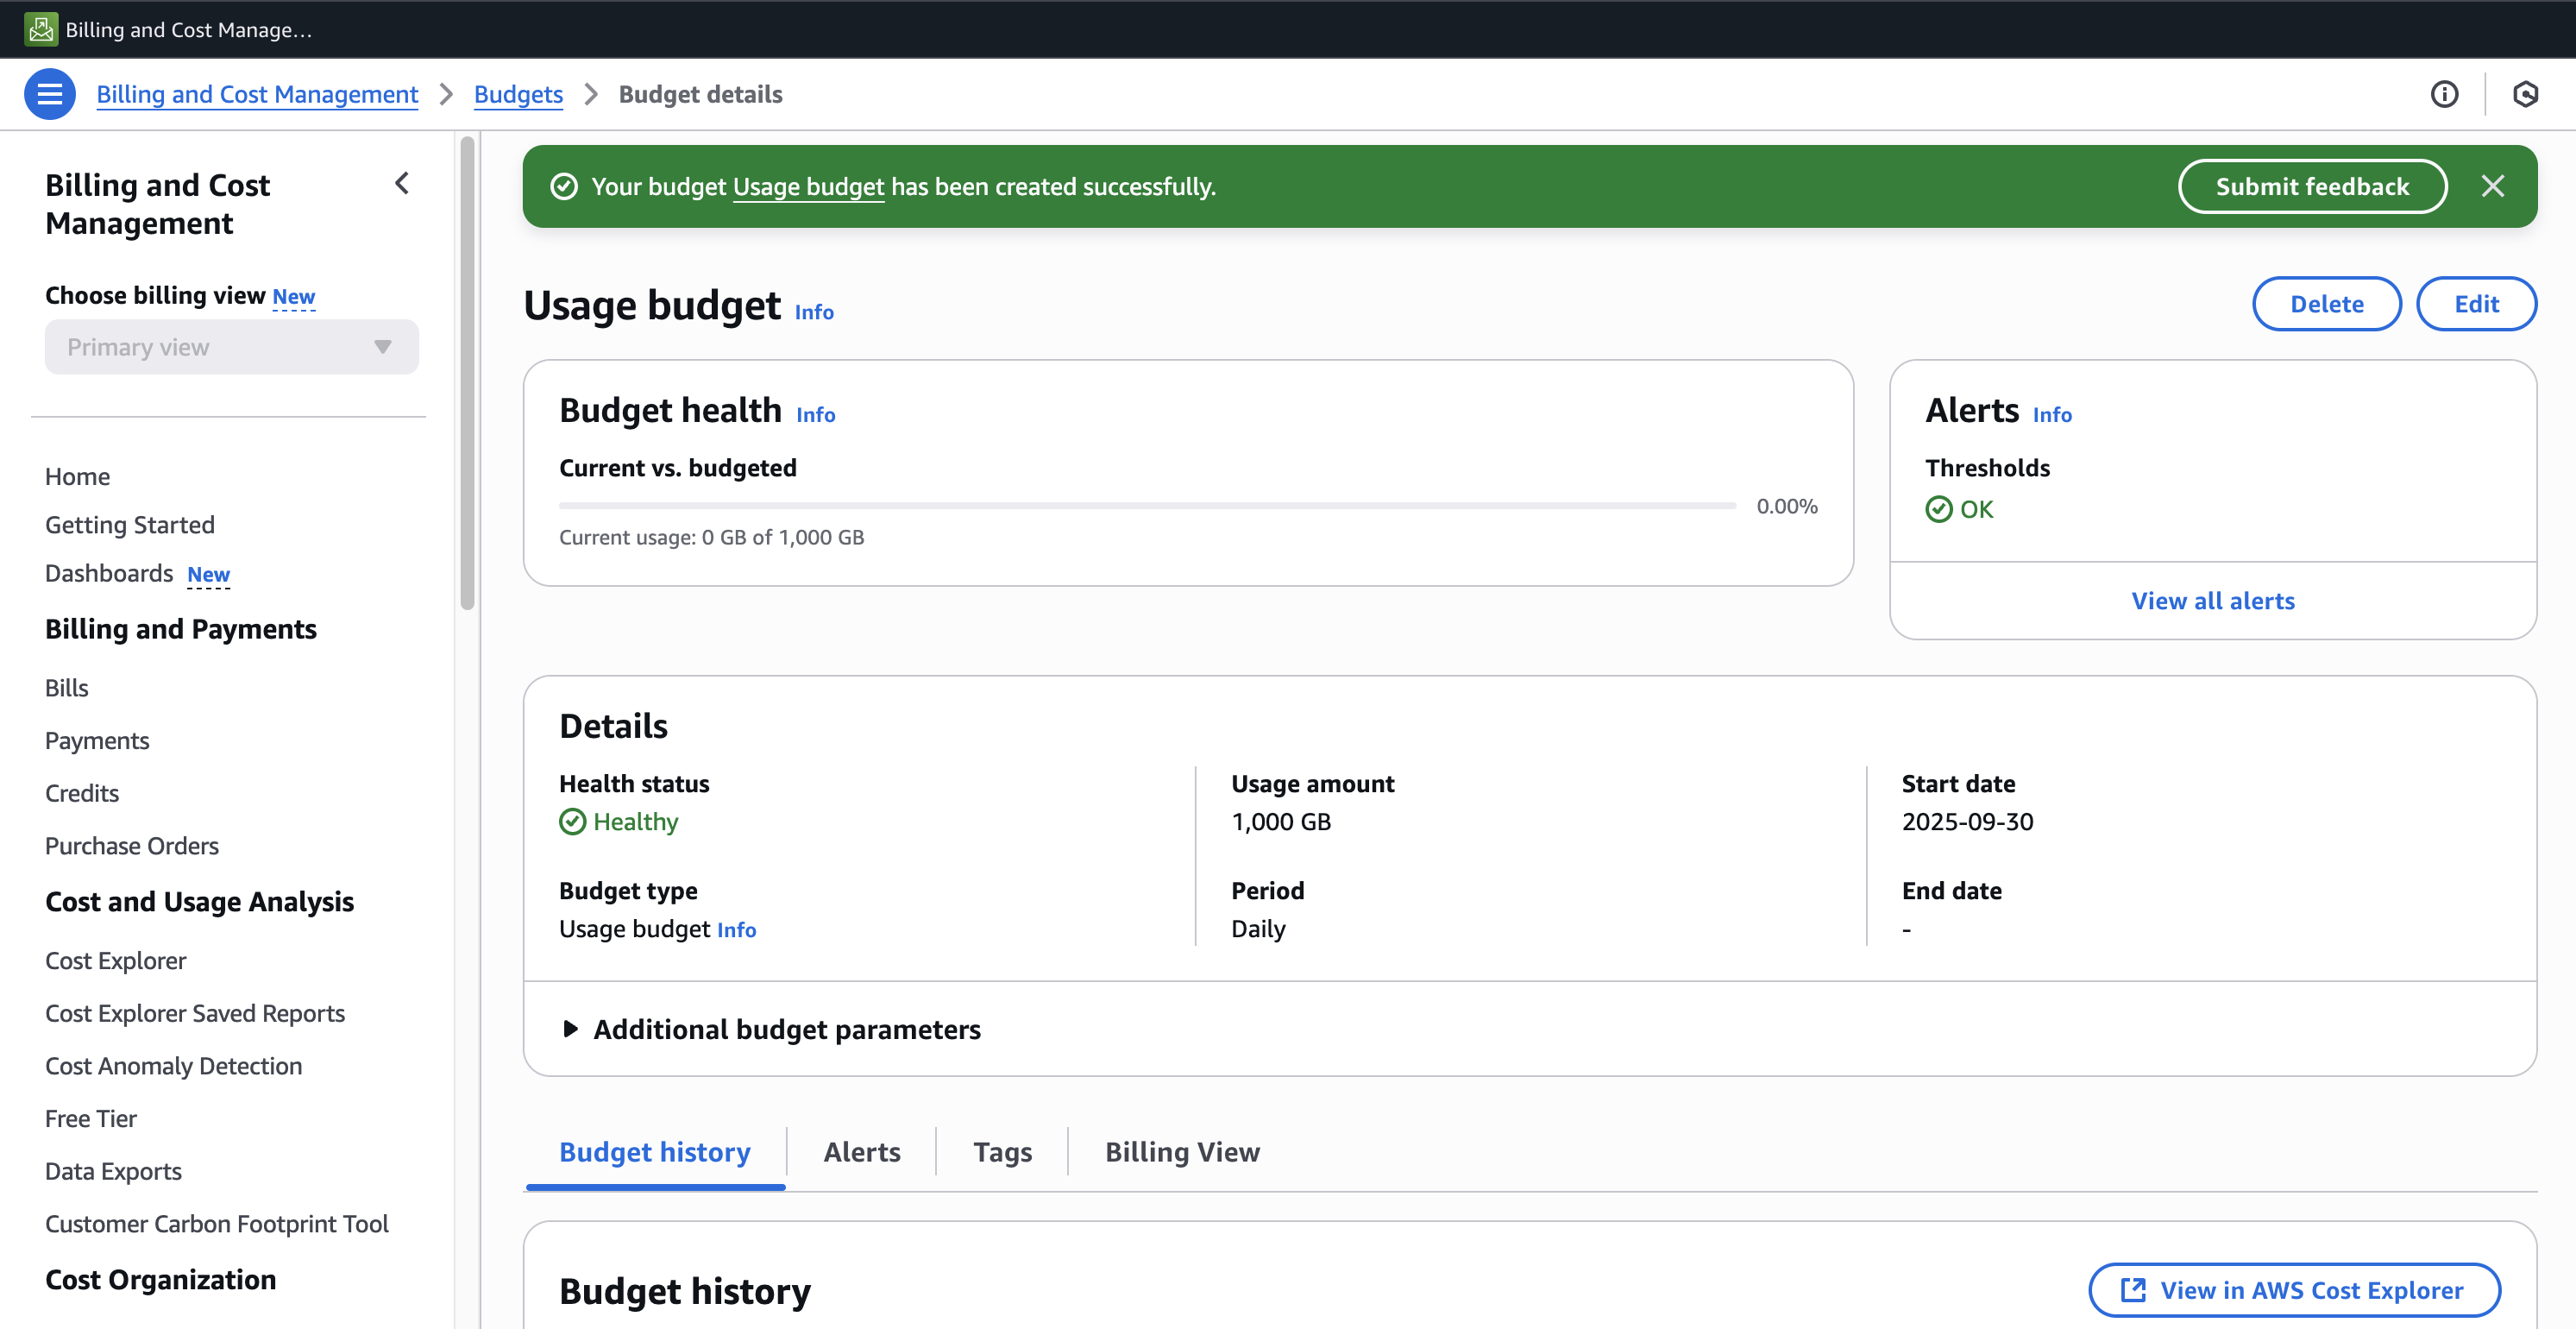 Billing and Cost Manage…
Billing and Cost Management > Budgets > Budget details
Billing and Cost
Management
Choose billing view New
Primary view
Home
Getting Started
Dashboards New
Billing and Payments
Bills
Payments
Credits
Purchase Orders
Cost and Usage Analysis
Cost Explorer
Cost Explorer Saved Reports
Cost Anomaly Detection
Free Tier
Data Exports
Customer Carbon Footprint Tool
Cost Organization
Your budget Usage budget has been created successfully.
Submit feedback
Usage budget Info
Delete
Edit
Budget health Info
Current vs. budgeted
0.00%
Current usage: 0 GB of 1,000 GB
Alerts Info
Thresholds
OK
View all alerts
Details
Health status
Healthy
Budget type
Usage budget Info
Usage amount
1,000 GB
Period
Daily
Start date
2025-09-30
End date
-
Additional budget parameters
Budget history
Alerts
Tags
Billing View
Budget history
View in AWS Cost Explorer